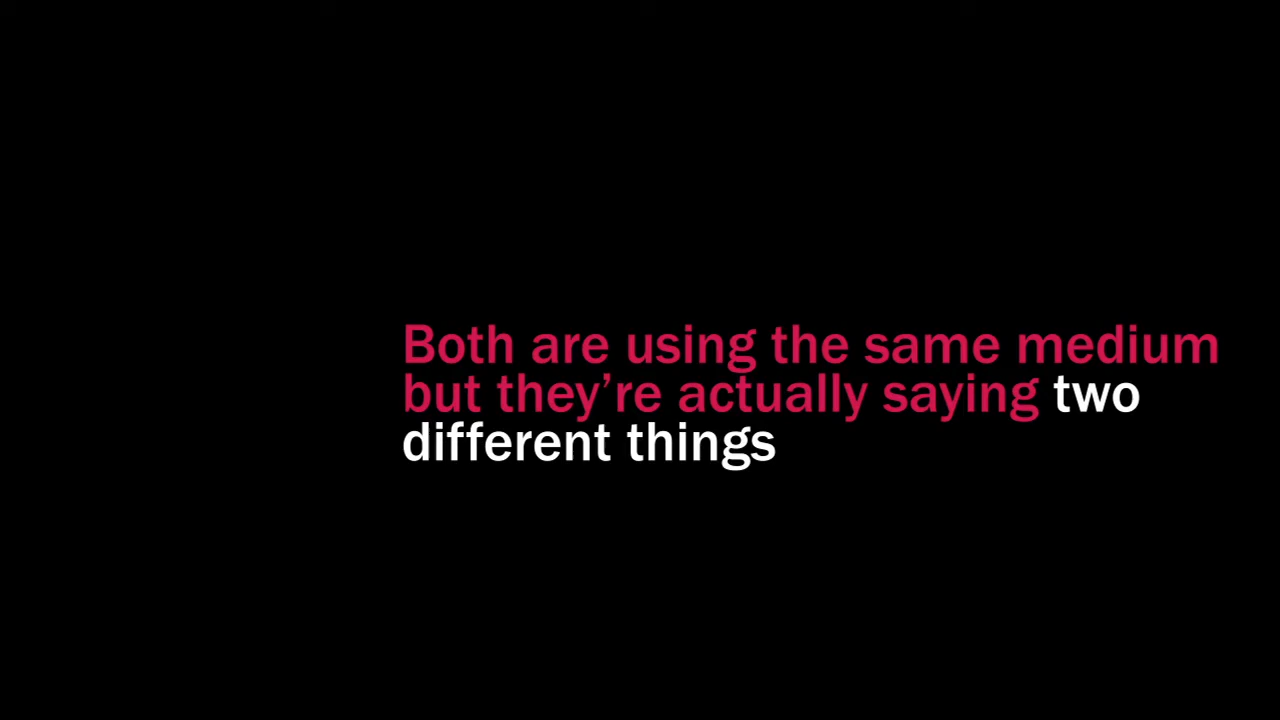 Both are using the same medium
but they’re actually saying two
different things